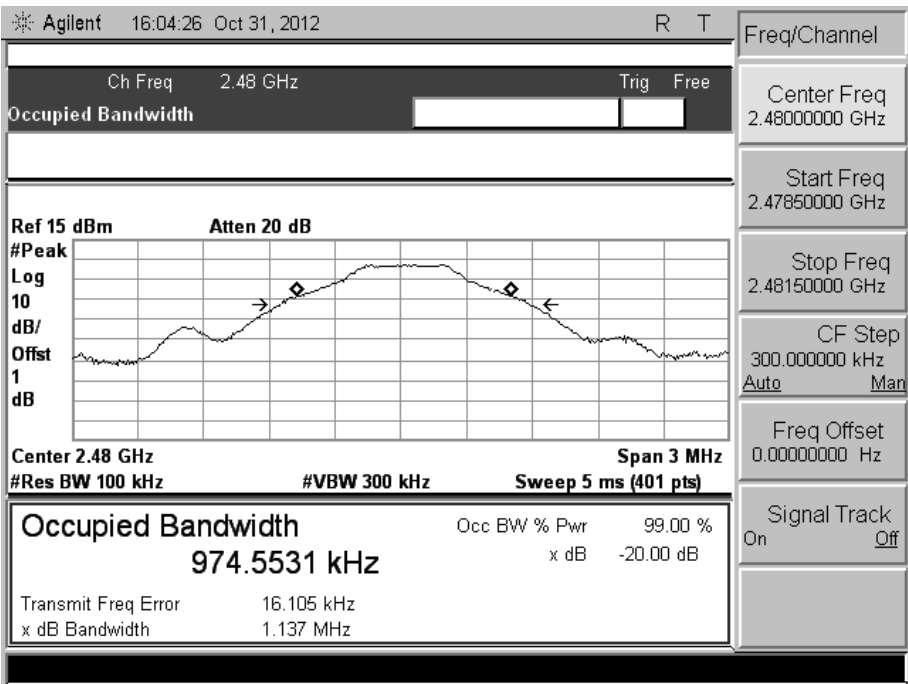 Agilent 16:04:26 Oct 31, 2012 R T
Ch Freq 2.48 GHz Trig Free
Occupied Bandwidth
Ref 15 dBm Atten 20 dB
#Peak
Log
10
dB/
Offst
1
dB
Center 2.48 GHz Span 3 MHz
#Res BW 100 kHz #VBW 300 kHz Sweep 5 ms (401 pts)
Occupied Bandwidth
974.5531 kHz
Occ BW % Pwr 99.00 %
x dB -20.00 dB
Transmit Freq Error 16.105 kHz
x dB Bandwidth 1.137 MHz
Freq/Channel
Center Freq
2.48000000 GHz
Start Freq
2.47850000 GHz
Stop Freq
2.48150000 GHz
CF Step
300.000000 kHz
Auto Man
Freq Offset
0.00000000 Hz
Signal Track
On Off